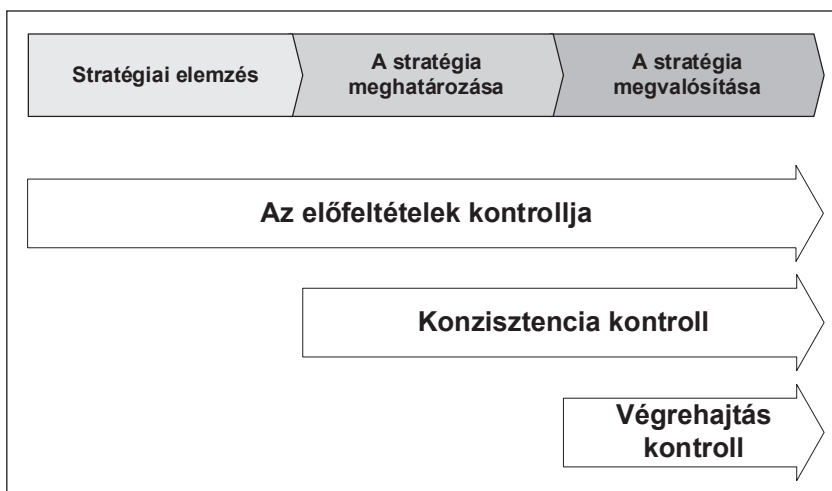 Stratégiai elemzés
A stratégia
meghatározása
A stratégia
megvalósítása
Az előfeltételek kontrollja
Konzisztencia kontroll
Végrehajtás
kontroll